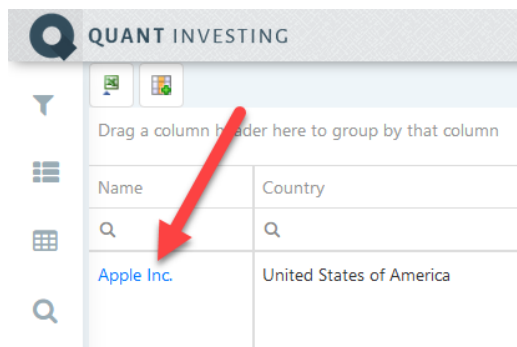 QUANT INVESTING
Drag a column header here to group by that column
Name Country
Apple Inc. United States of America